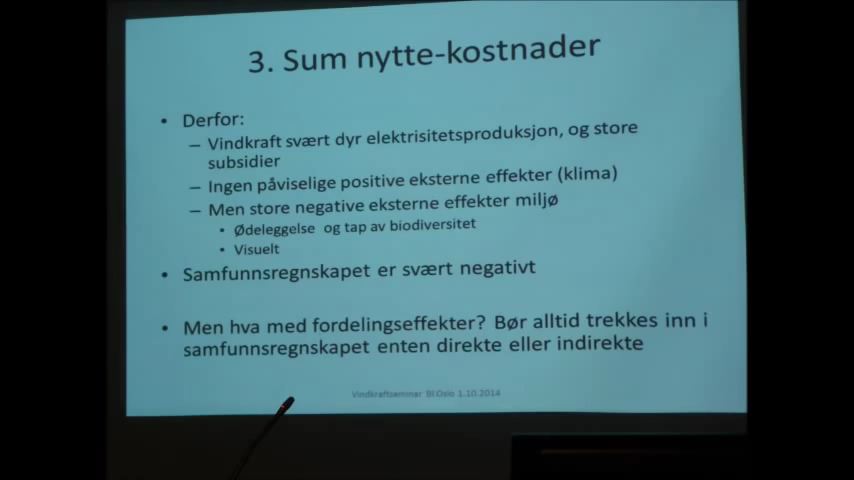 3. Sum nytte-kostnader
• Derfor:
– Vindkraft svært dyr elektrisitetsproduksjon, og store
subsidier
– Ingen påviselige positive eksterne effekter (klima)
– Men store negative eksterne effekter miljø
• Ødeleggelse og tap av biodiversitet
• Visuelt
• Samfunnsregnskapet er svært negativt
• Men hva med fordelingseffekter? Bør alltid trekkes inn i
samfunnsregnskapet enten direkte eller indirekte
Vindkraftseminar BI Oslo 1.10.2014